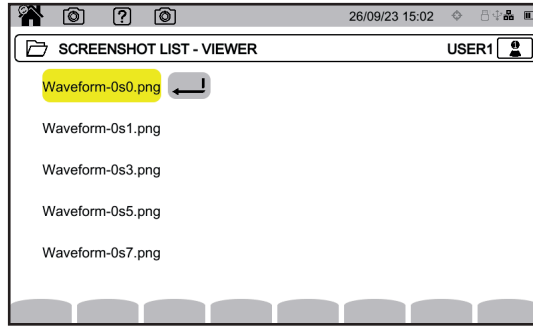 26/09/23 15:02
SCREENSHOT LIST - VIEWER USER1
Waveform-0s0.png
Waveform-0s1.png
Waveform-0s3.png
Waveform-0s5.png
Waveform-0s7.png